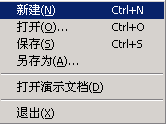 新建(N) Ctrl+N
打开(O)... Ctrl+O
保存(S) Ctrl+S
另存为(A)...
打开演示文档(D)
退出(X)